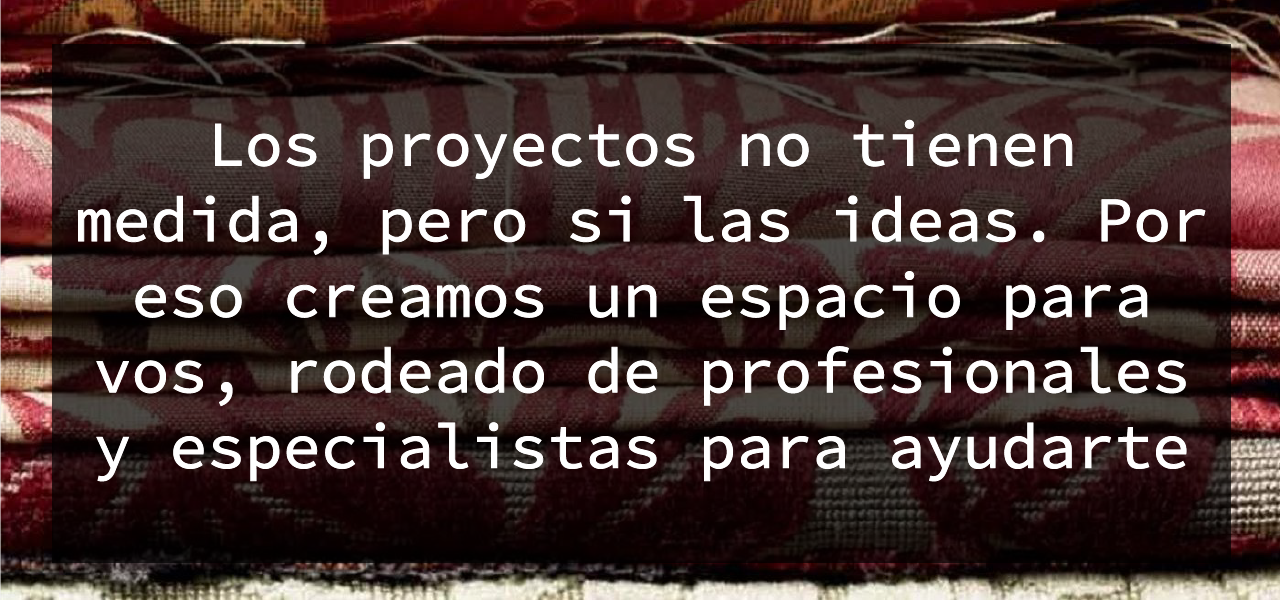 Los proyectos no tienen
medida, pero si las ideas. Por
eso creamos un espacio para
vos, rodeado de profesionales
y especialistas para ayudarte